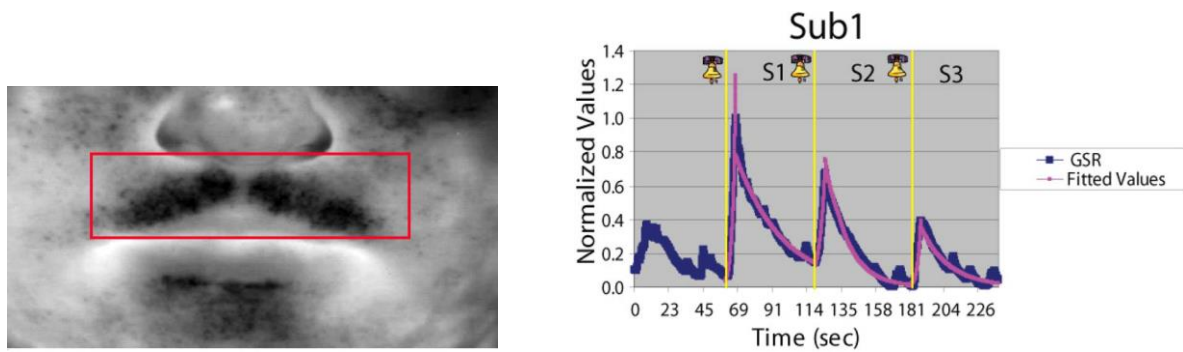 Sub1
Normalized Values
1.4
1.2
1.0
0.8
0.6
0.4
0.2
0.0
S1
S2
S3
0 23 45 69 91 114 135 158 181 204 226
Time (sec)
GSR
Fitted Values